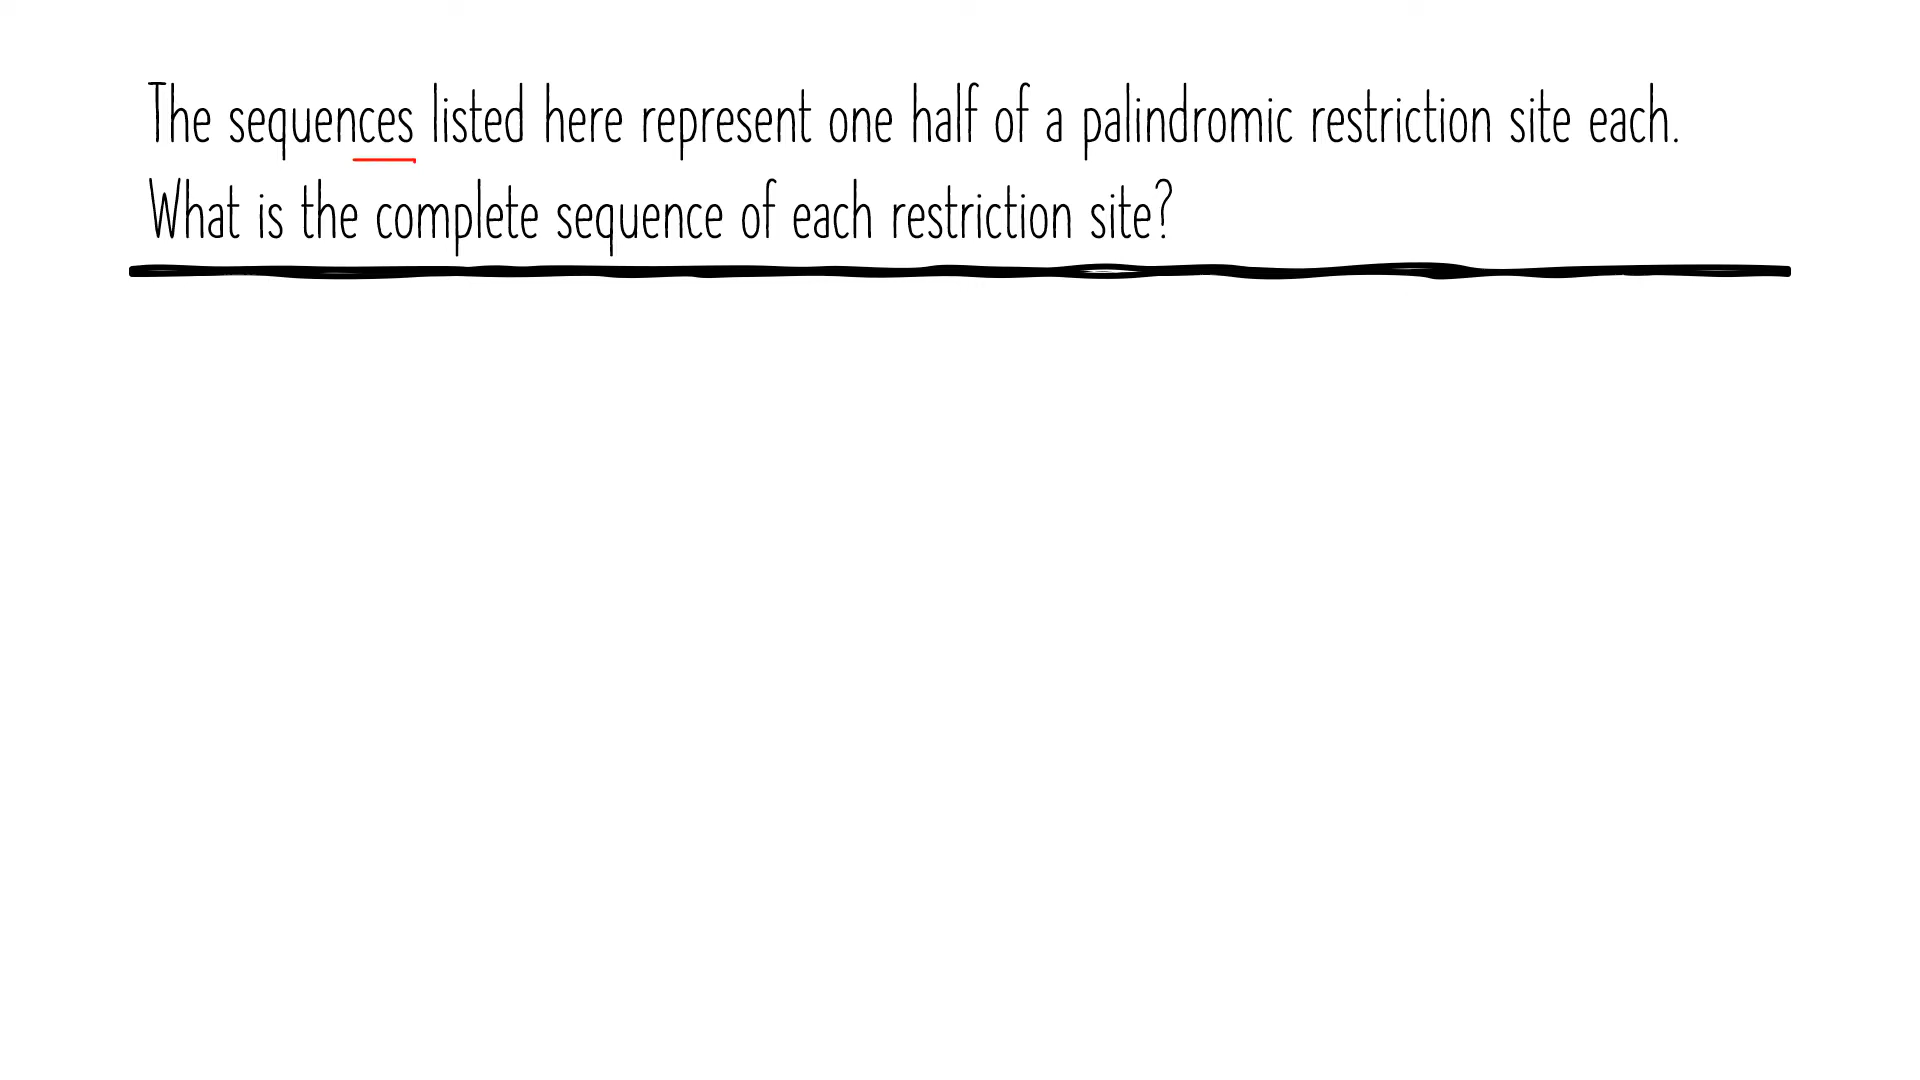 The sequences listed here represent one half of a palindromic restriction site each.
What is the complete sequence of each restriction site?